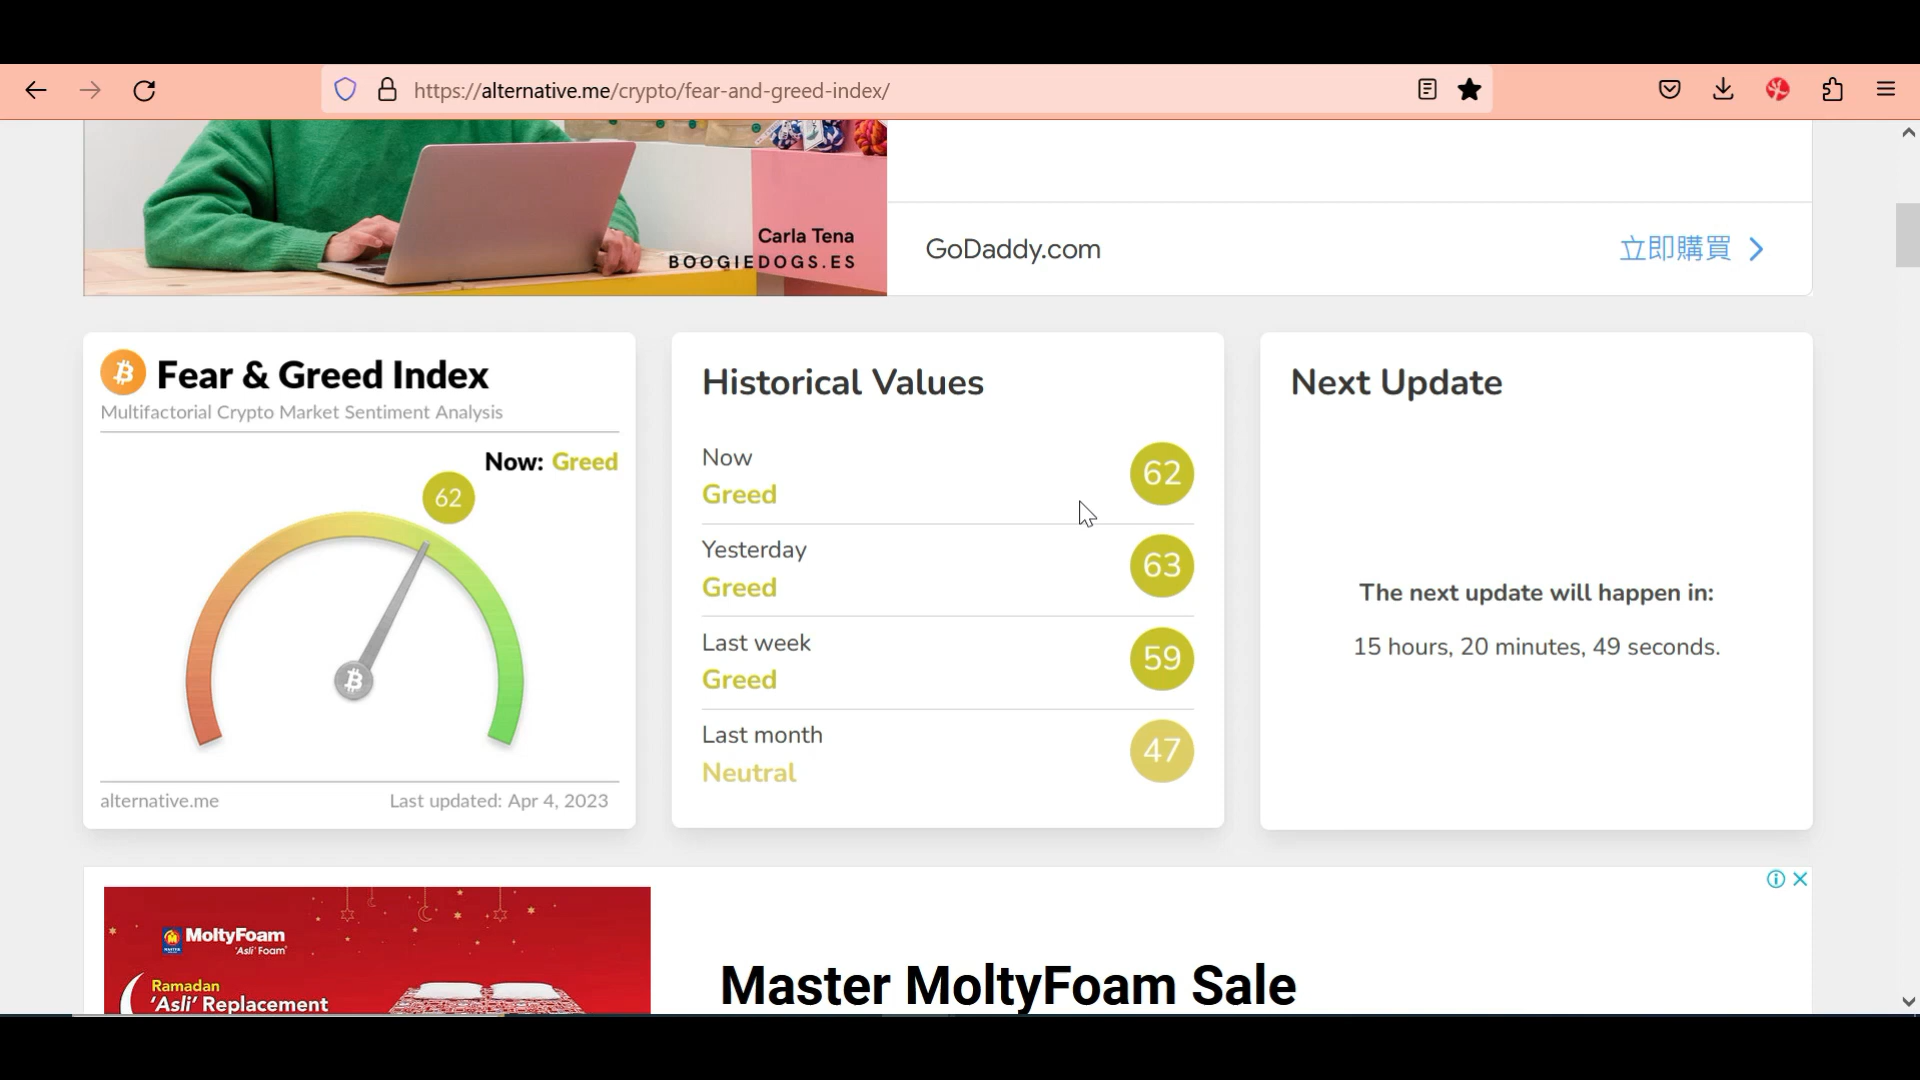 https://alternative.me/crypto/fear-and-greed-index/
Carla Tena
BOOGIEDOGS.ES
GoDaddy.com
立即購買
Fear & Greed Index
Multifactorial Crypto Market Sentiment Analysis
Now: Greed
62
alternative.me
Last updated: Apr 4, 2023
Historical Values
Now
Greed
62
Yesterday
Greed
63
Last week
Greed
59
Last month
Neutral
47
Next Update
The next update will happen in:
15 hours, 20 minutes, 49 seconds.
MoltyFoam
'Asli' Foam
Ramadan
'Asli' Replacement
Master MoltyFoam Sale